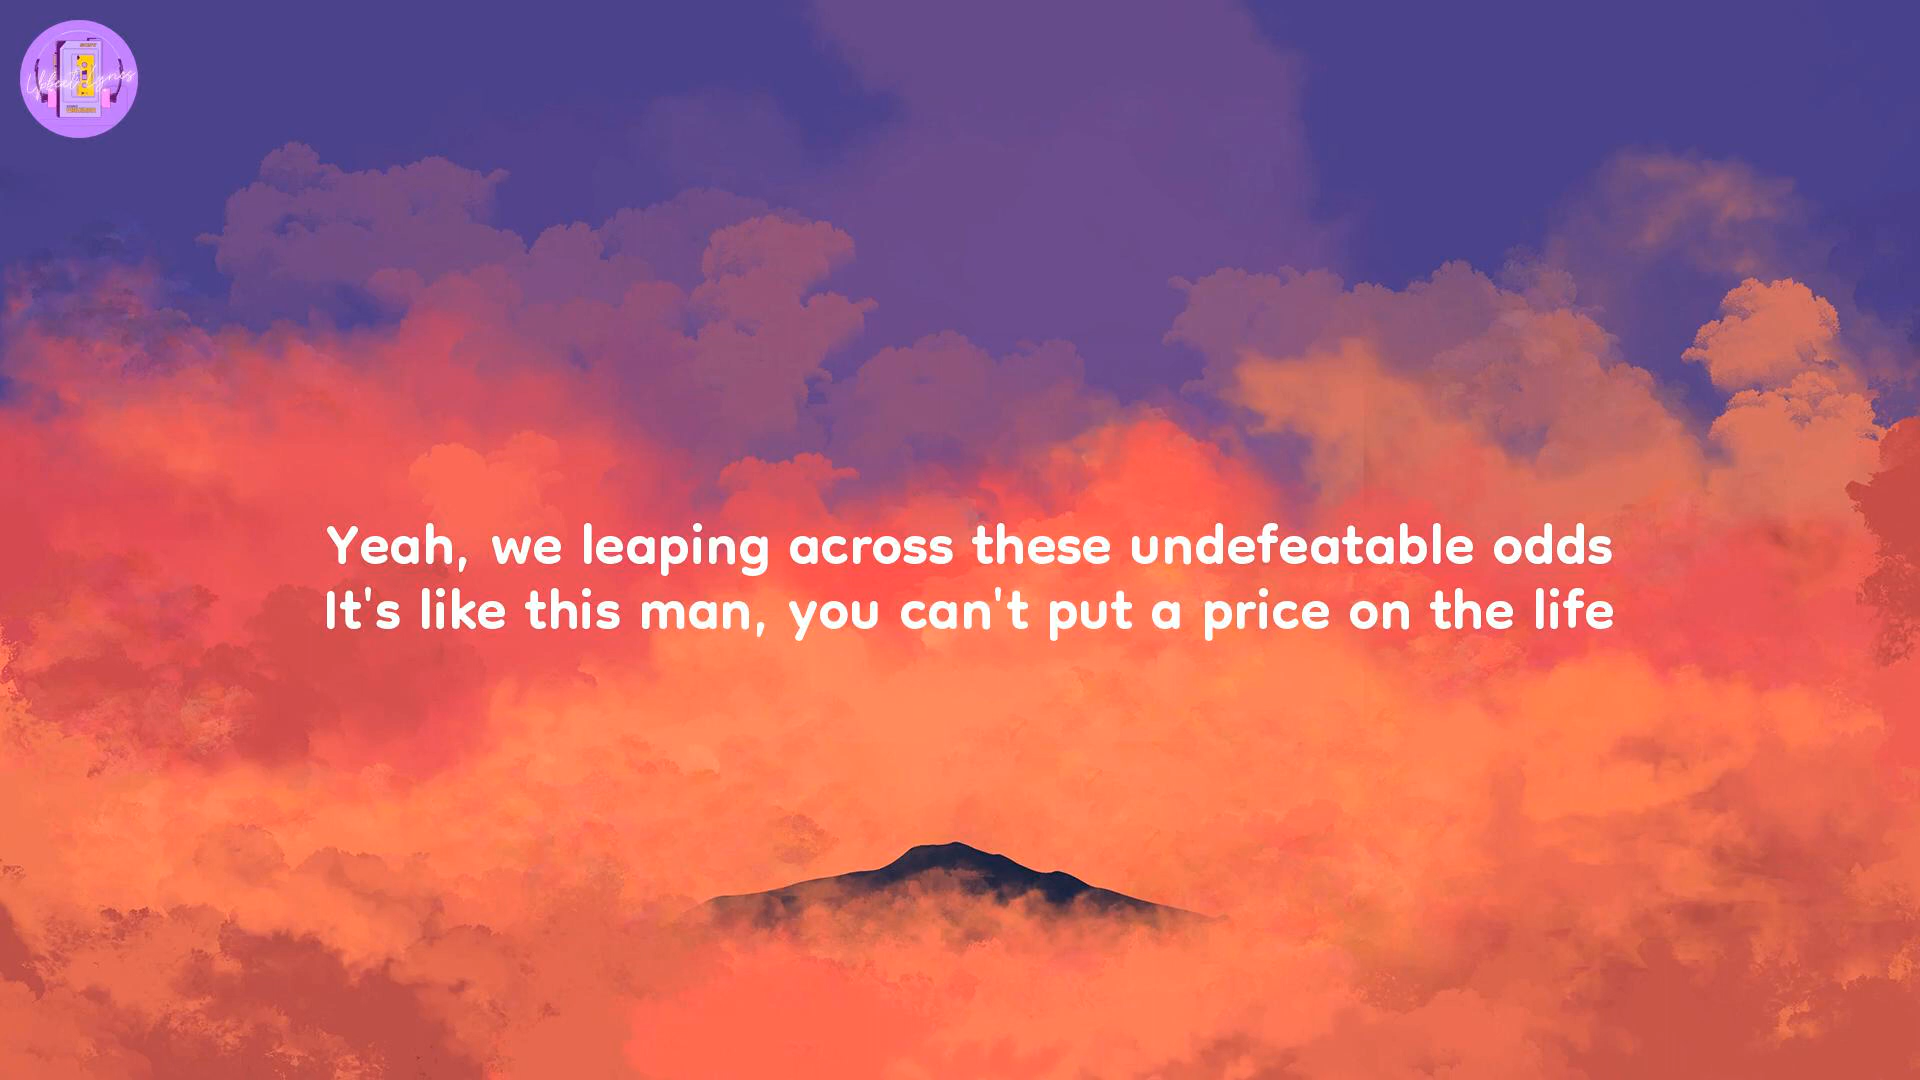 Yeah, we leaping across these undefeatable odds
It's like this man, you can't put a price on the life